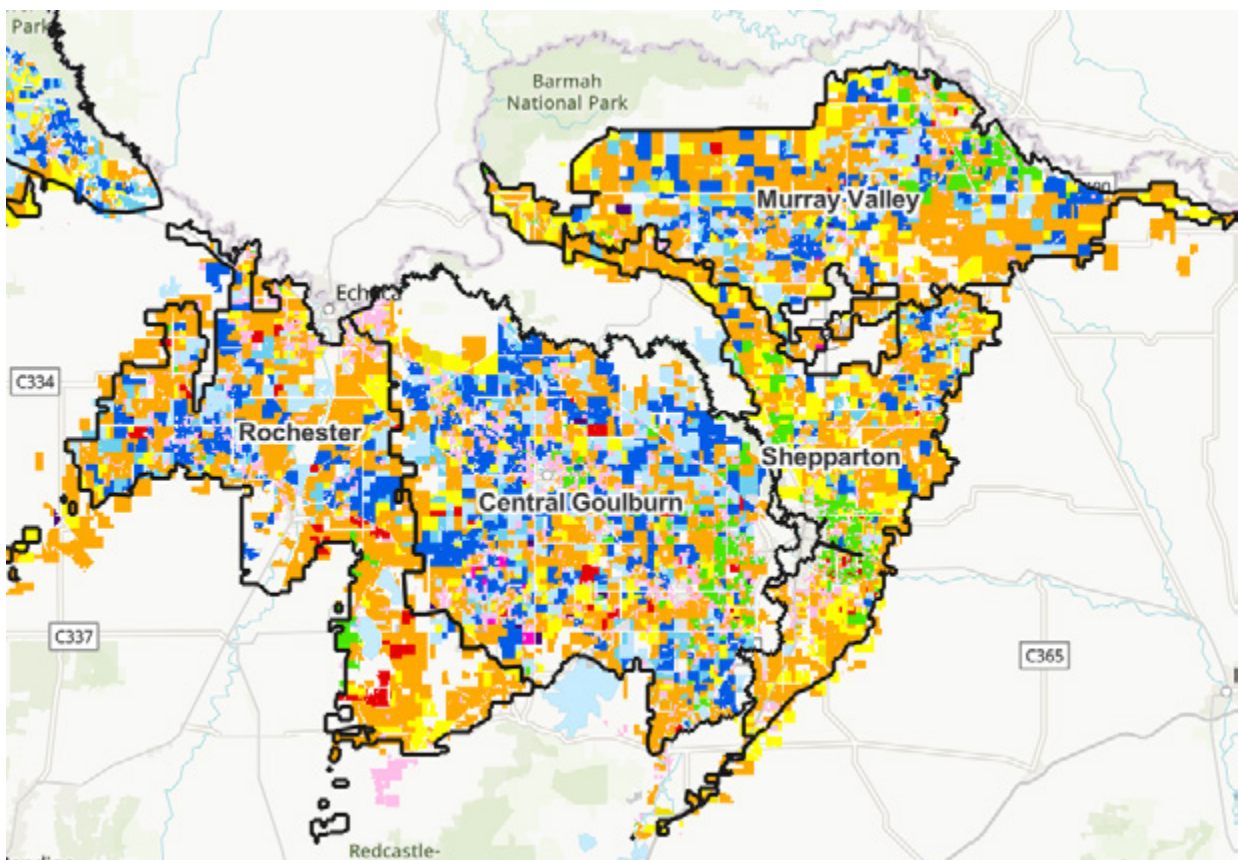 Park
Barmah
National Park
Murray Valley
Echuca
C334
Rochester
Shepparton
Central Goulburn
C337
C365
Redcastle-